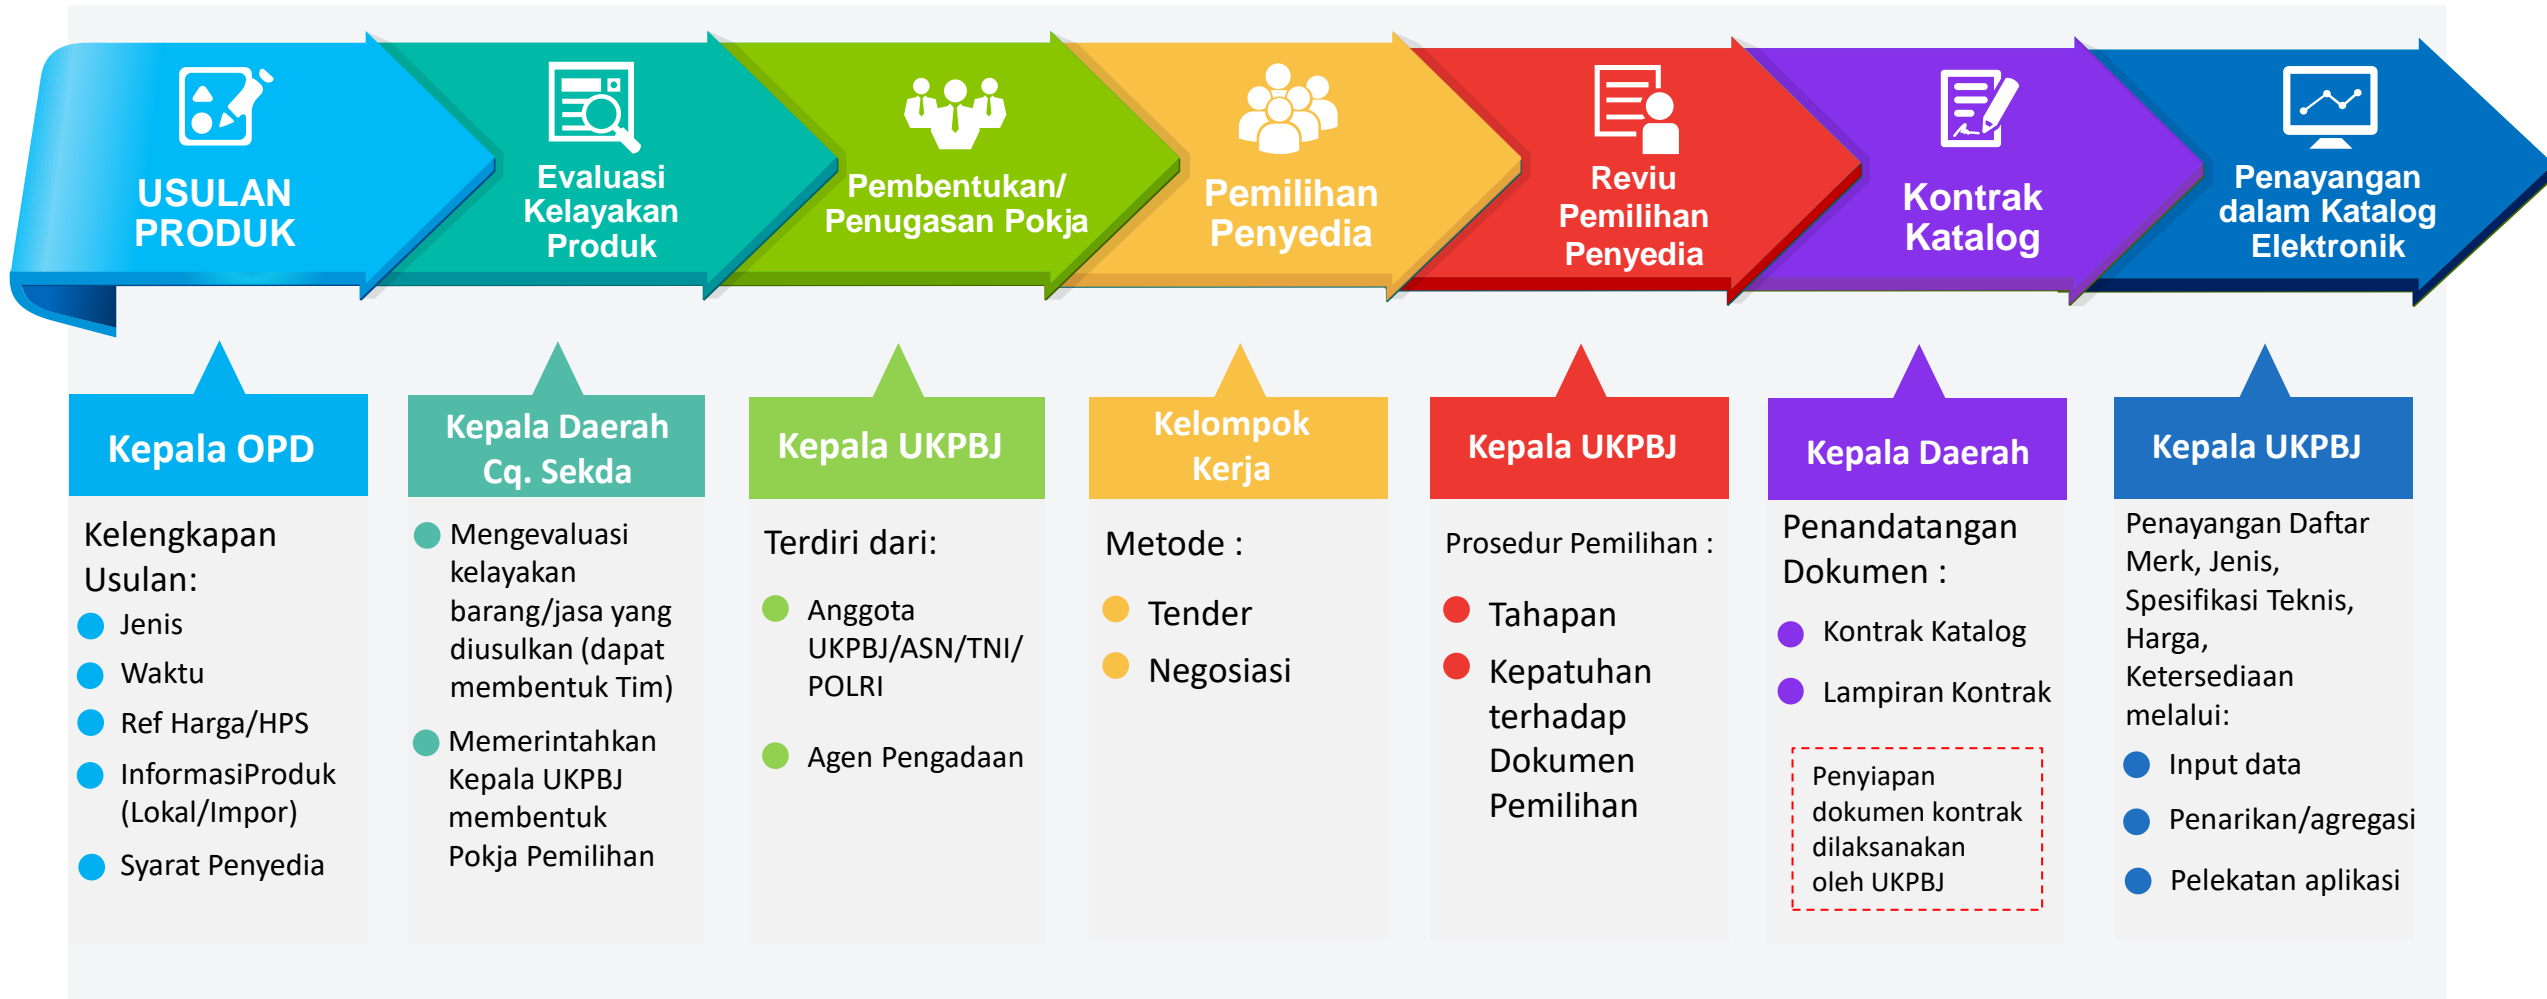 USULAN
PRODUK
Evaluasi
Kelayakan
Produk
Pembentukan/
Penugasan Pokja
Pemilihan
Penyedia
Reviu
Pemilihan
Penyedia
Kontrak
Katalog
Penayangan
dalam Katalog
Elektronik
Kepala OPD
Kelengkapan
Usulan:
Jenis
Waktu
Ref Harga/HPS
InformasiProduk
(Lokal/Impor)
Syarat Penyedia
Kepala Daerah
Cq. Sekda
Mengevaluasi
kelayakan
barang/jasa yang
diusulkan (dapat
membentuk Tim)
Memerintahkan
Kepala UKPBJ
membentuk
Pokja Pemilihan
Kepala UKPBJ
Terdiri dari:
Anggota
UKPBJ/ASN/TNI/
POLRI
Agen Pengadaan
Kelompok
Kerja
Metode :
Tender
Negosiasi
Kepala UKPBJ
Prosedur Pemilihan :
Tahapan
Kepatuhan
terhadap
Dokumen
Pemilihan
Kepala Daerah
Penandatangan
Dokumen :
Kontrak Katalog
Lampiran Kontrak
Penyiapan
dokumen kontrak
dilaksanakan
oleh UKPBJ
Kepala UKPBJ
Penayangan Daftar
Merk, Jenis,
Spesifikasi Teknis,
Harga,
Ketersediaan
melalui:
Input data
Penarikan/agregasi
Pelekatan aplikasi